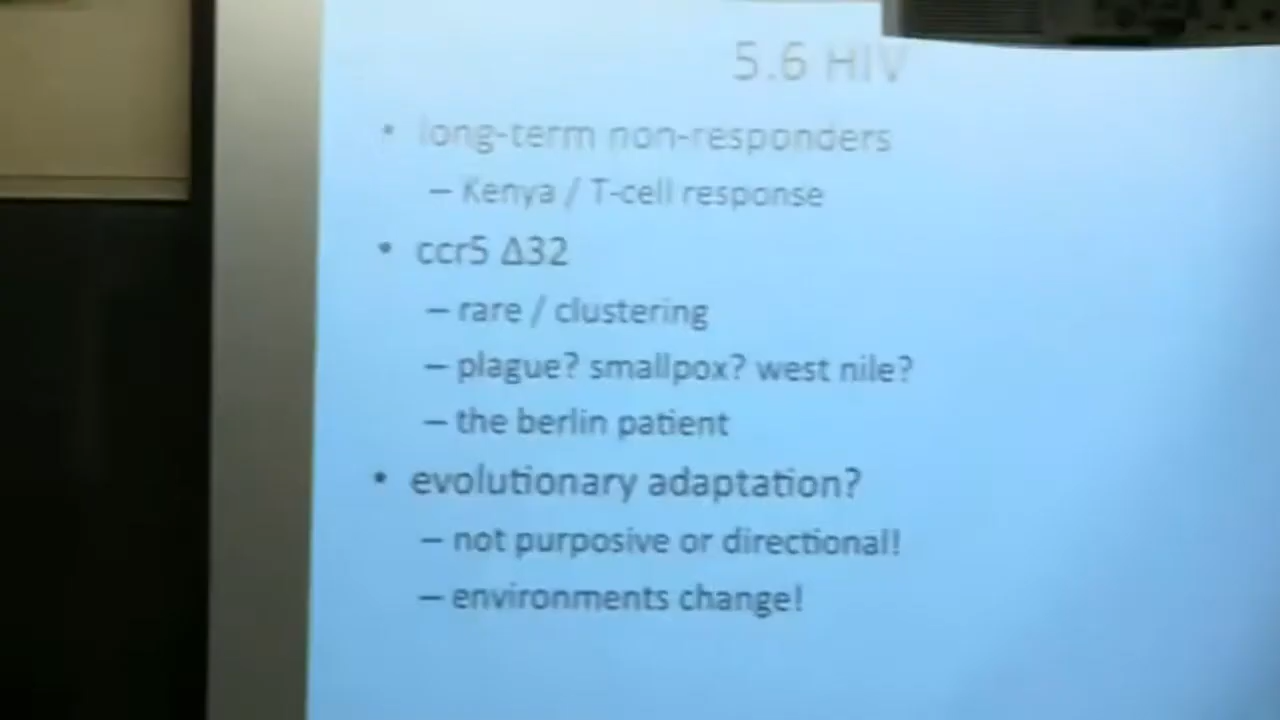 5.6 HIV
• long-term non-responders
– Kenya / T-cell response
• ccr5 Δ32
– rare / clustering
– plague? smallpox? west nile?
– the berlin patient
• evolutionary adaptation?
– not purposive or directional!
– environments change!